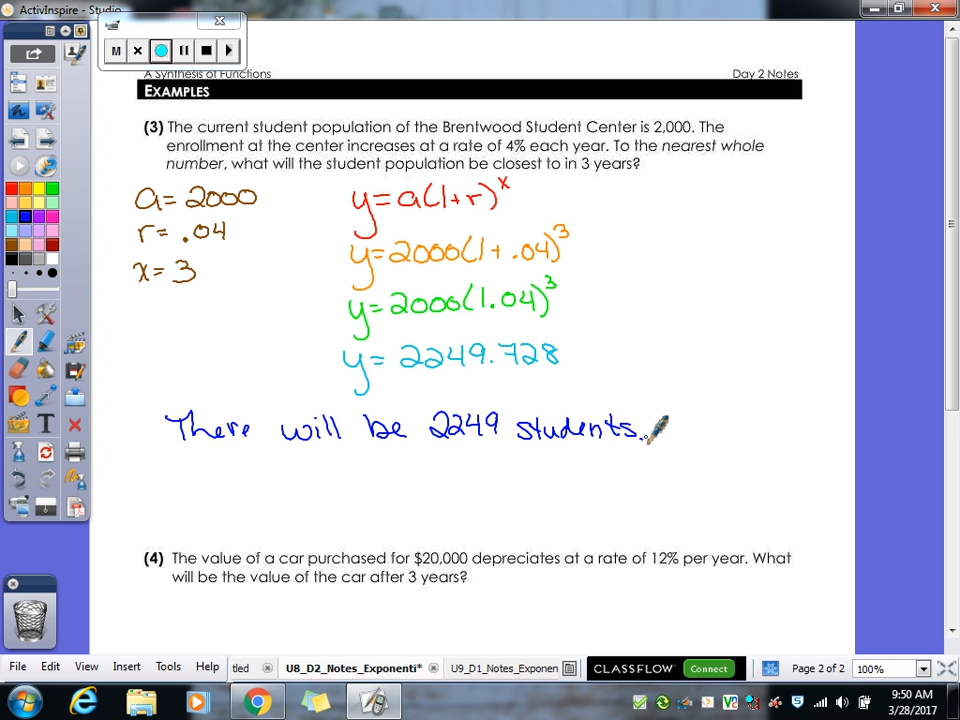 ActivInspire - Studio
A Synthesis of Functions Day 2 Notes
EXAMPLES
(3) The current student population of the Brentwood Student Center is 2,000. The
enrollment at the center increases at a rate of 4% each year. To the nearest whole
number, what will the student population be closest to in 3 years?
a = 2000 y = a(1+r)^x
r = .04 y = 2000(1 + .04)^3
x = 3 y = 2000(1.04)^3
y = 2249.728
There will be 2249 students.
(4) The value of a car purchased for $20,000 depreciates at a rate of 12% per year. What
will be the value of the car after 3 years?
File Edit View Insert Tools Help tled U8_D2_Notes_Exponenti* U9_D1_Notes_Exponen CLASSFLOW Connect Page 2 of 2 100%
9:50 AM
3/28/2017